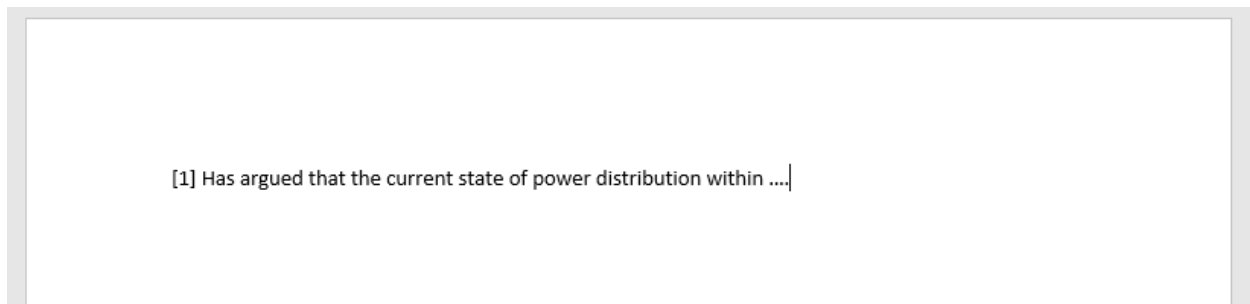 [1] Has argued that the current state of power distribution within ....